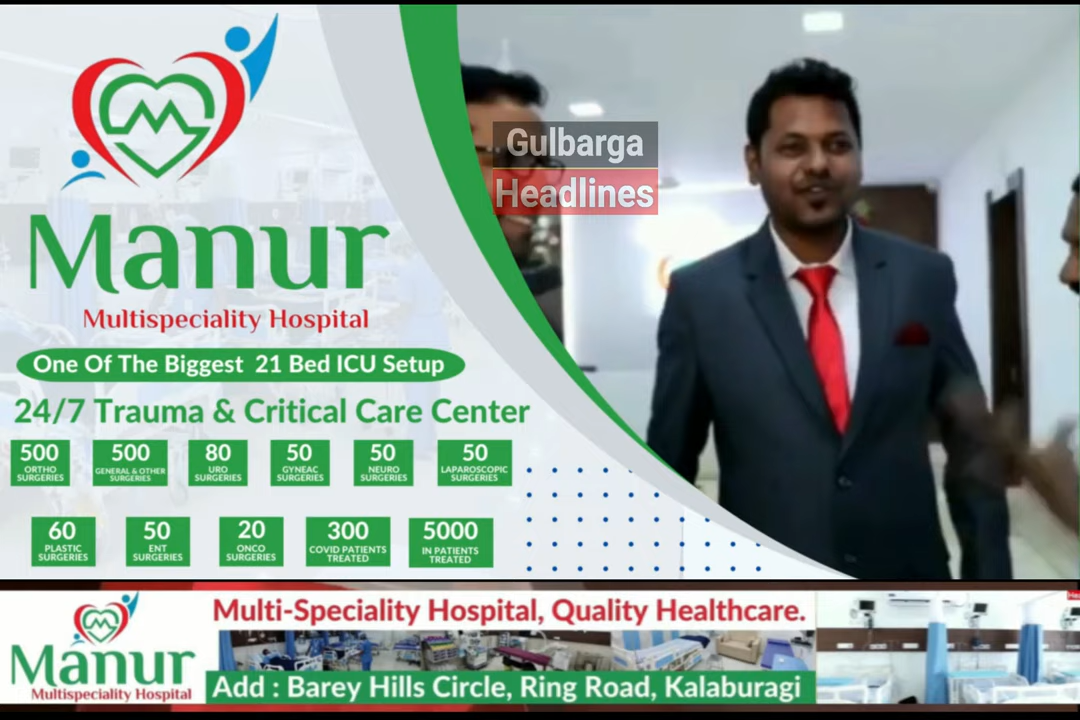 Gulbarga
Headlines
Manur
Multispeciality Hospital
One Of The Biggest 21 Bed ICU Setup
24/7 Trauma & Critical Care Center
500
ORTHO
SURGERIES
500
GENERAL & OTHER
SURGERIES
80
URO
SURGERIES
50
GYNEAC
SURGERIES
50
NEURO
SURGERIES
50
LAPAROSCOPIC
SURGERIES
60
PLASTIC
SURGERIES
50
ENT
SURGERIES
20
ONCO
SURGERIES
300
COVID PATIENTS
TREATED
5000
IN PATIENTS
TREATED
Manur
Multispeciality Hospital
Multi-Speciality Hospital, Quality Healthcare.
Add : Barey Hills Circle, Ring Road, Kalaburagi